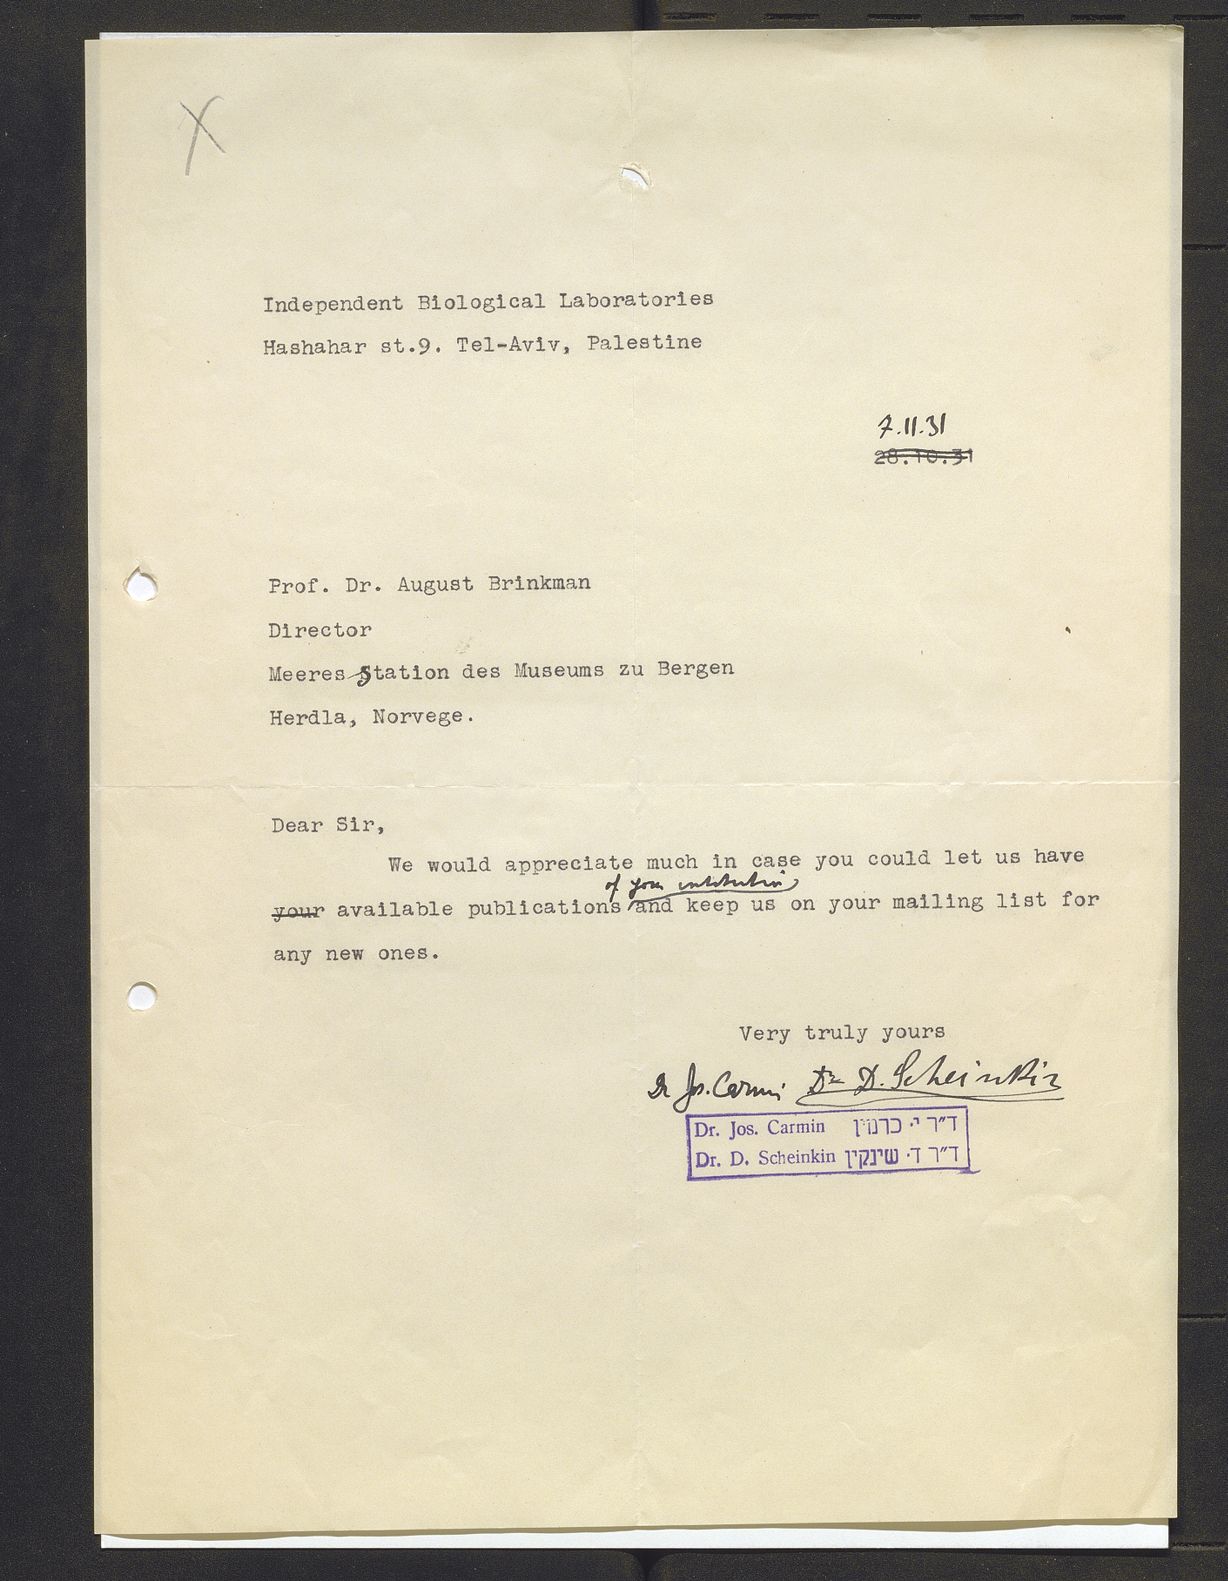 X
Independent Biological Laboratories
Hashahar st.9. Tel-Aviv, Palestine
7.11.31
28.10.31
Prof. Dr. August Brinkman
Director
Meeres Station des Museums zu Bergen
Herdla, Norvege.
Dear Sir,
We would appreciate much in case you could let us have
of your institution
your available publications and keep us on your mailing list for
any new ones.
Very truly yours
Dr Jos. Carmin Dr D. Scheinkin
Dr. Jos. Carmin ד״ר י. כרמין
Dr. D. Scheinkin ד״ר ד. שינקין